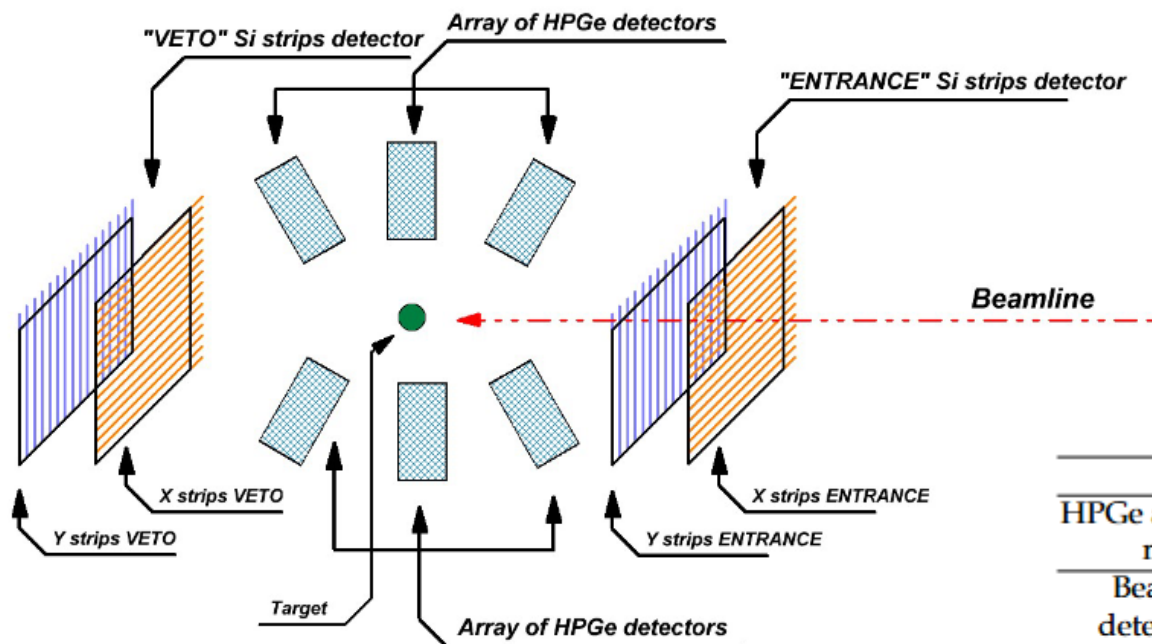 Array of HPGe detectors
"VETO" Si strips detector
"ENTRANCE" Si strips detector
Beamline
X strips VETO
Y strips VETO
X strips ENTRANCE
Y strips ENTRANCE
Target
Array of HPGe detectors
HPGe